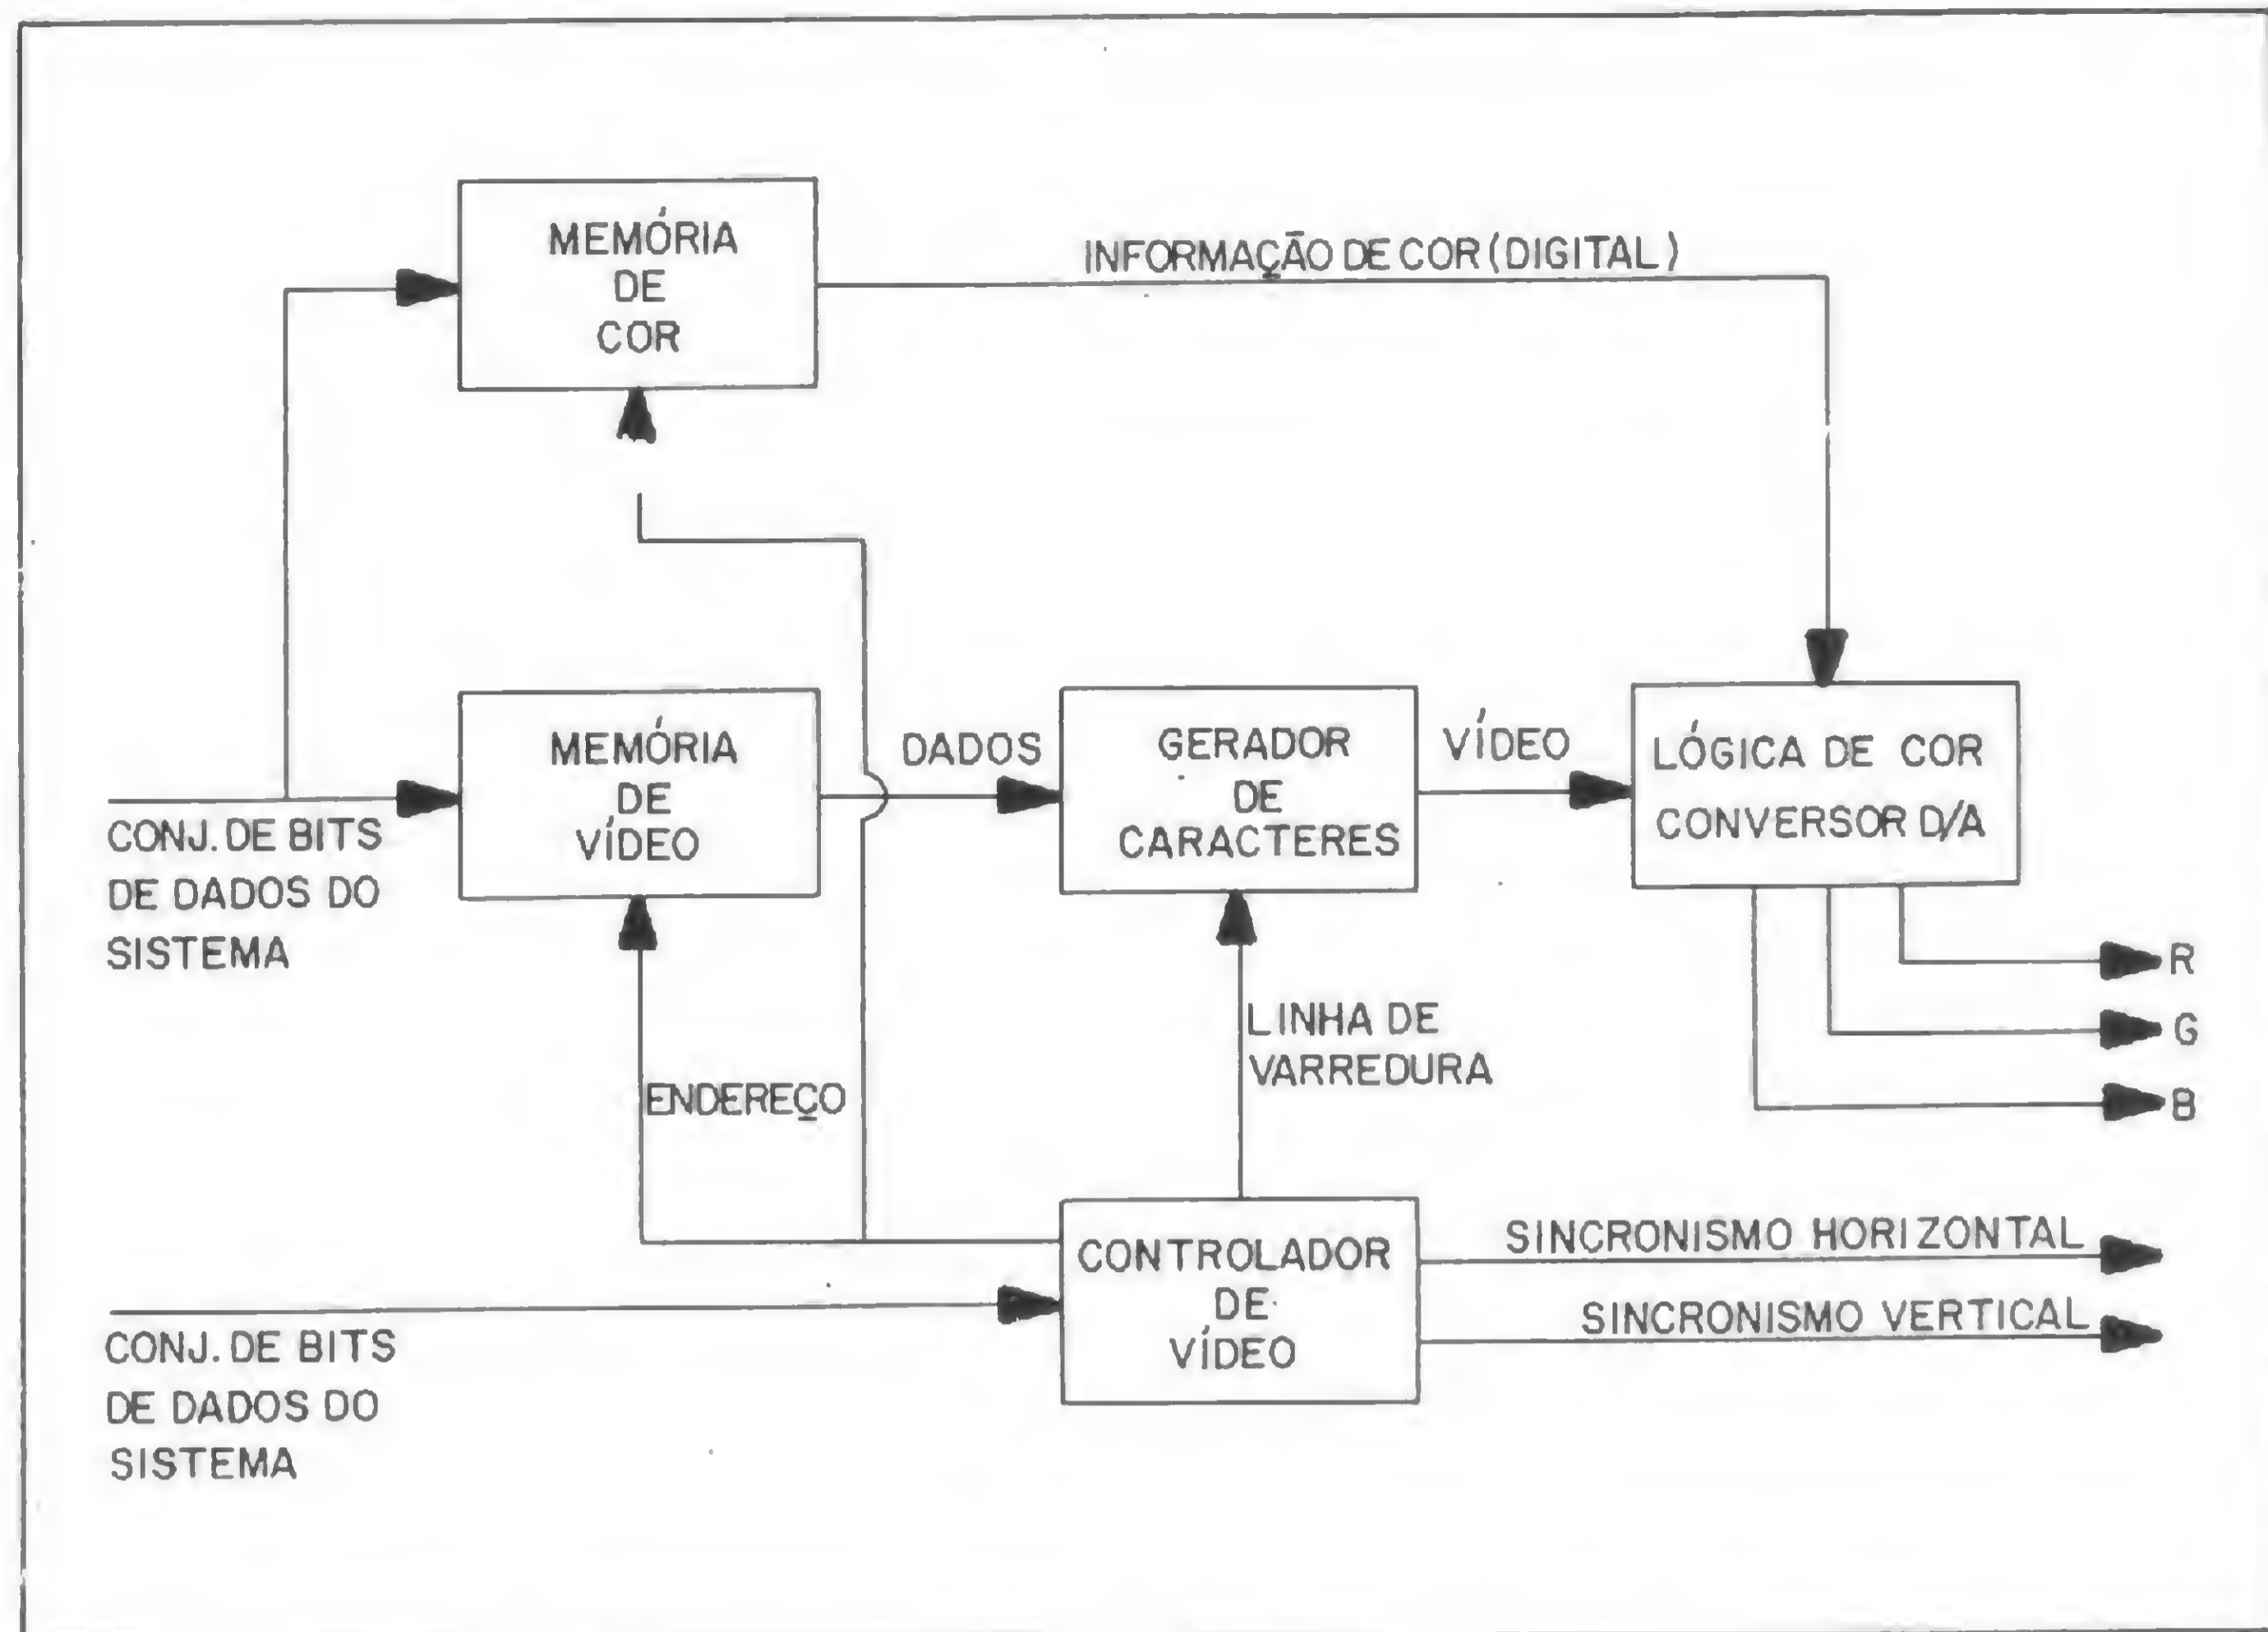 MEMÓRIA
DE
COR
INFORMAÇÃO DE COR (DIGITAL)
MEMÓRIA
DE
VÍDEO
DADOS
GERADOR
DE
CARACTERES
VÍDEO
LÓGICA DE COR
CONVERSOR D/A
CONJ. DE BITS
DE DADOS DO
SISTEMA
R
G
B
LINHA DE
VARREDURA
ENDEREÇO
CONTROLADOR
DE
VÍDEO
SINCRONISMO HORIZONTAL
SINCRONISMO VERTICAL
CONJ. DE BITS
DE DADOS DO
SISTEMA